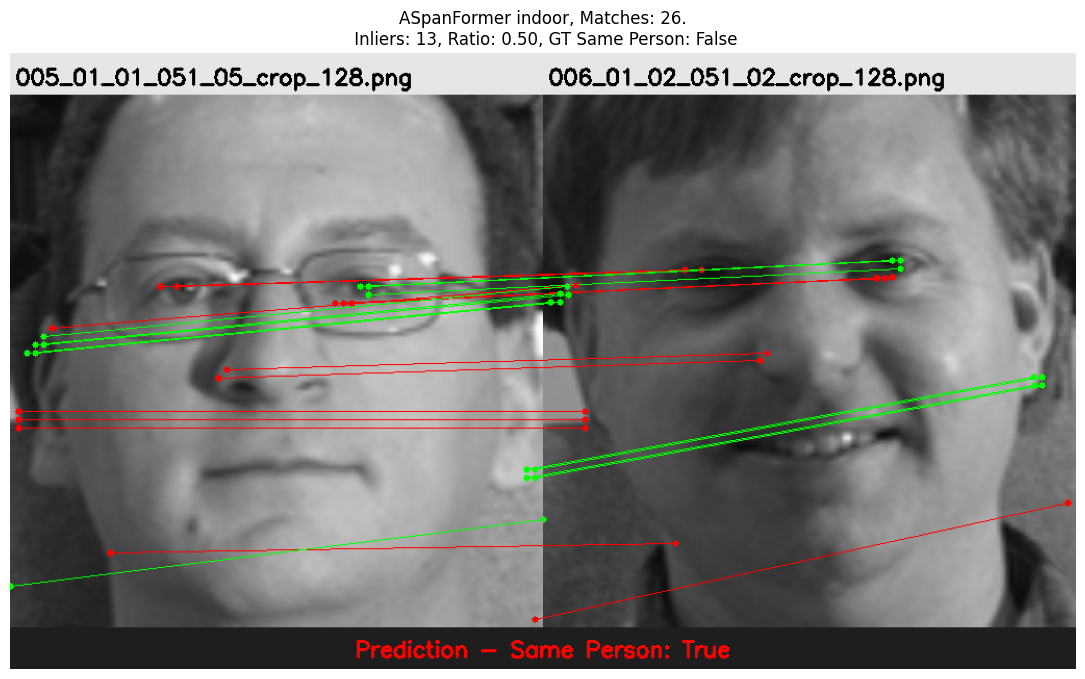 ASpanFormer indoor, Matches: 26.
Inliers: 13, Ratio: 0.50, GT Same Person: False
005_01_01_051_05_crop_128.png
006_01_02_051_02_crop_128.png
Prediction – Same Person: True